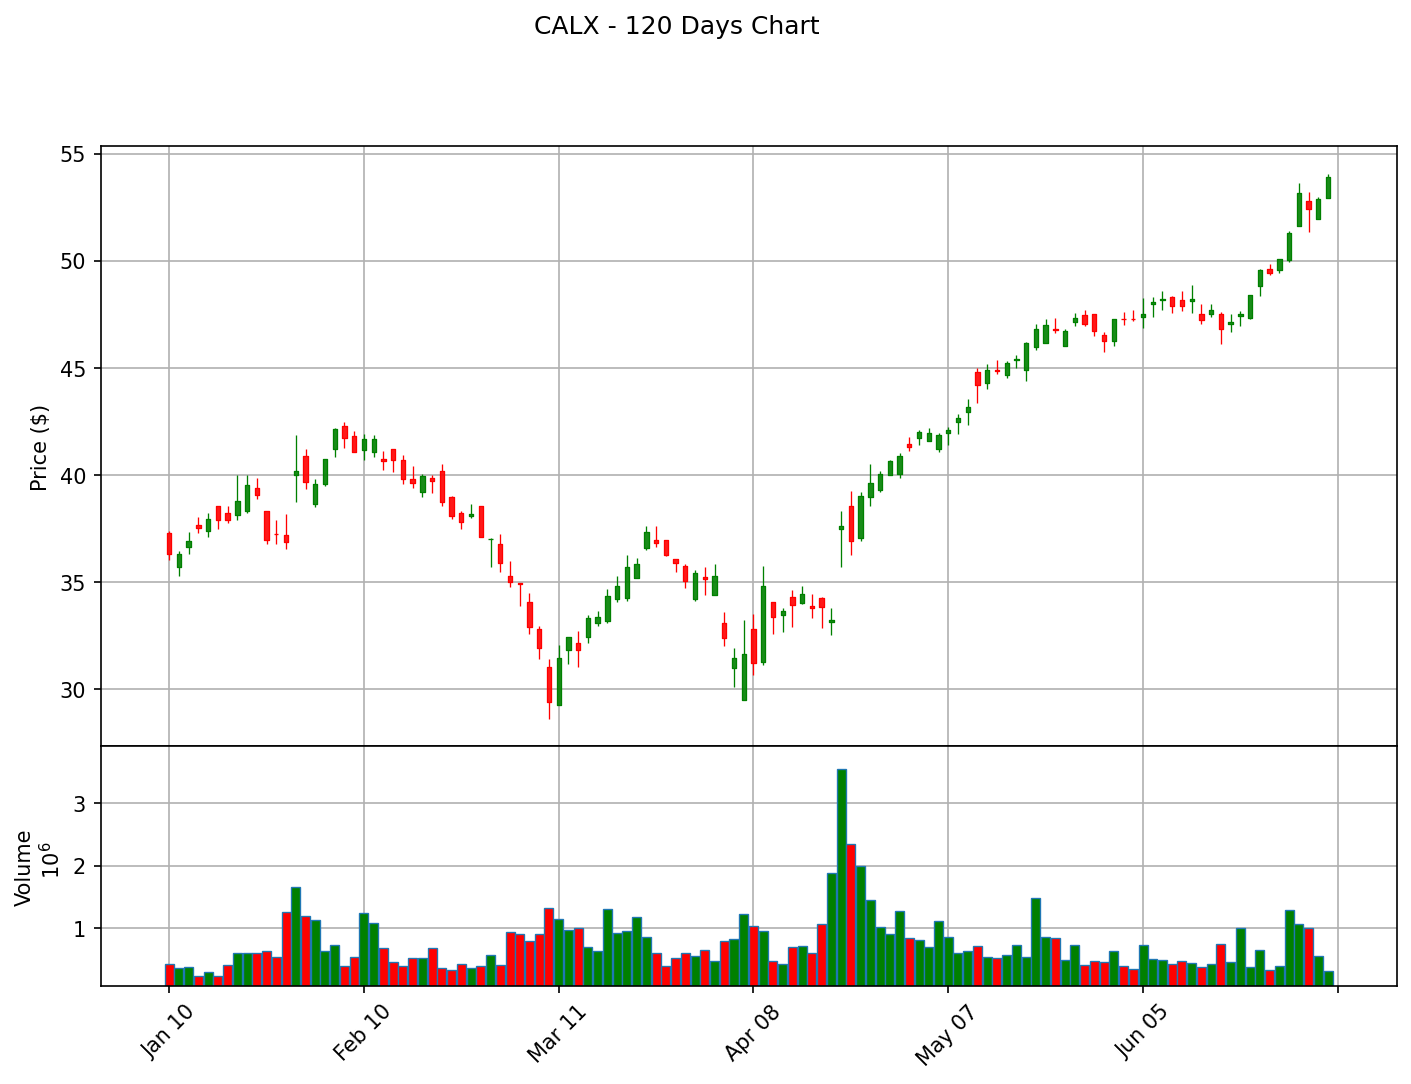 CALX - 120 Days Chart
55
50
45
40
35
30
Price ($)
3
2
1
Volume
10⁶
Jan 10
Feb 10
Mar 11
Apr 08
May 07
Jun 05